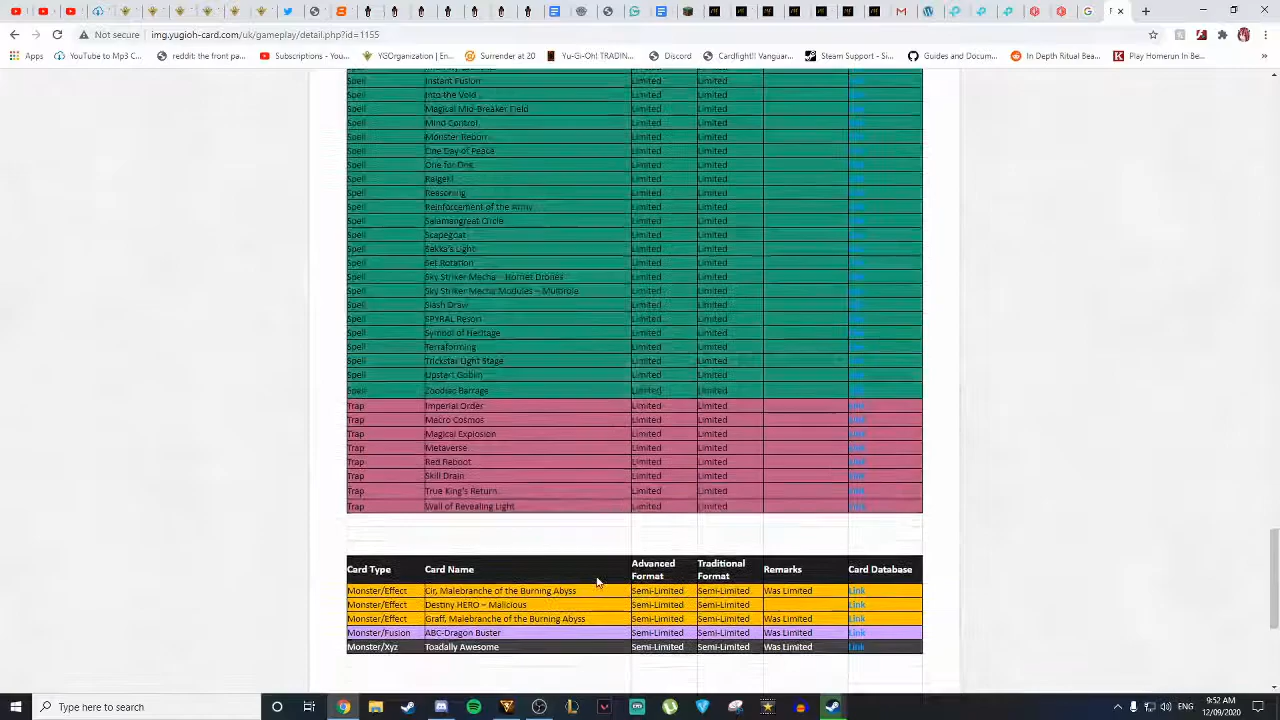 Not secure | img.yugioh-card.com/uk/gameplay/detail.php?id=1155
Apps YouTube to Mp3 C... reddit: the front pa... YGOrganization | En... Surrender at 20 Yu-Gi-Oh! TRADIN... Discord Cardfight!! Vanguar... Steam Support - Si... GitHub Guides and Docum... In Depth Ritual Bea... Play Homerun In Be...
Spell Instant Fusion Limited Limited
Spell Into the Void Limited Limited
Spell Magical Mid-Breaker Field Limited Limited
Spell Mind Control Limited Limited
Spell Monster Reborn Limited Limited
Spell One Day of Peace Limited Limited
Spell One for One Limited Limited
Spell Raigeki Limited Limited
Spell Reasoning Limited Limited
Spell Reinforcement of the Army Limited Limited
Spell Salamangreat Circle Limited Limited
Spell Scapegoat Limited Limited
Spell Sekka's Light Limited Limited
Spell Set Rotation Limited Limited
Spell Sky Striker Mecha - Hornet Drones Limited Limited
Spell Sky Striker Mecha Modules – Multirole Limited Limited
Spell Slash Draw Limited Limited
Spell SPYRAL Resort Limited Limited
Spell Symbol of Heritage Limited Limited
Spell Terraforming Limited Limited
Spell Trickstar Light Stage Limited Limited
Spell Upstart Goblin Limited Limited
Spell Zoodiac Barrage Limited Limited
Trap Imperial Order Limited Limited Link
Trap Macro Cosmos Limited Limited Link
Trap Magical Explosion Limited Limited Link
Trap Metaverse Limited Limited Link
Trap Red Reboot Limited Limited Link
Trap Skill Drain Limited Limited Link
Trap True King's Return Limited Limited Link
Trap Wall of Revealing Light Limited Limited Link
Card Type Card Name Advanced Format Traditional Format Remarks Card Database
Monster/Effect Cir, Malebranche of the Burning Abyss Semi-Limited Semi-Limited Was Limited Link
Monster/Effect Destiny HERO – Malicious Semi-Limited Semi-Limited Link
Monster/Effect Graff, Malebranche of the Burning Abyss Semi-Limited Semi-Limited Was Limited Link
Monster/Fusion ABC-Dragon Buster Semi-Limited Semi-Limited Was Limited Link
Monster/Xyz Toadally Awesome Semi-Limited Semi-Limited Was Limited Link
Type here to search
ENG
9:52 AM
12/09/2020